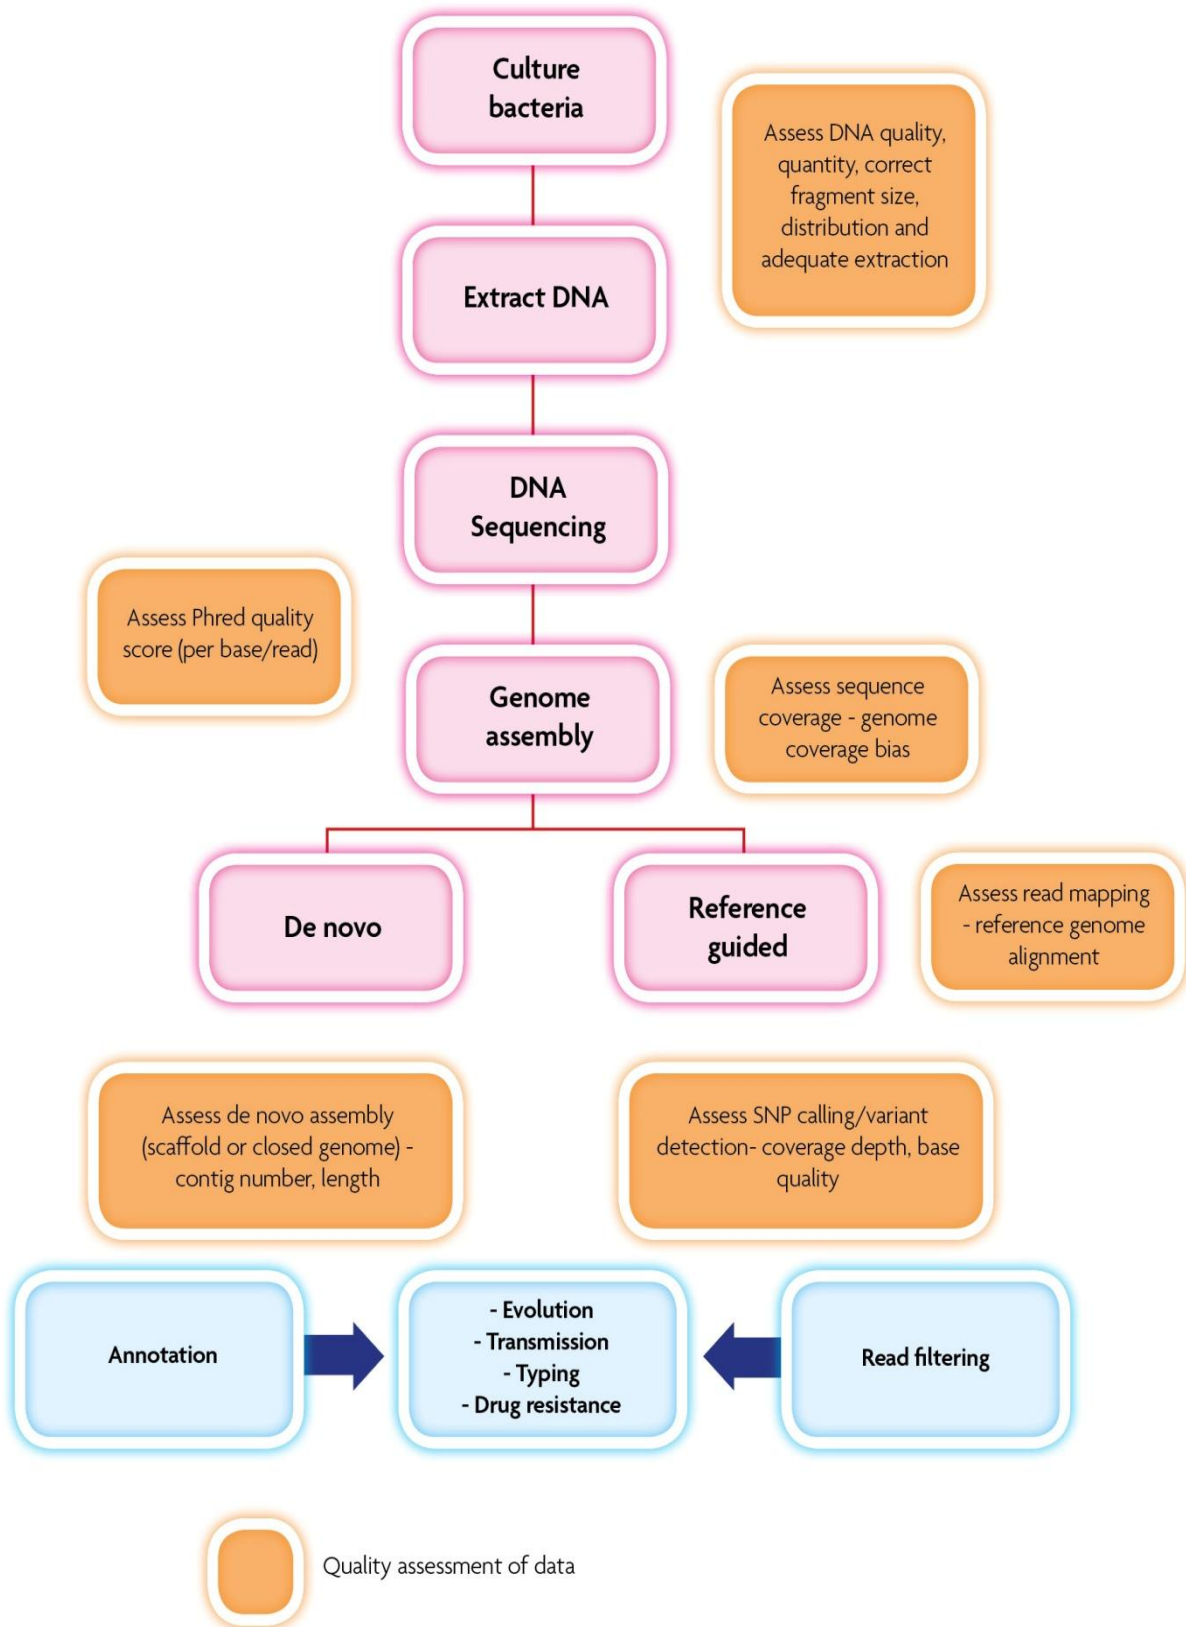 Culture
bacteria
Assess DNA quality,
quantity, correct
fragment size,
distribution and
adequate extraction
Extract DNA
DNA
Sequencing
Assess Phred quality
score (per base/read)
Genome
assembly
Assess sequence
coverage - genome
coverage bias
De novo
Reference
guided
Assess read mapping
- reference genome
alignment
Assess de novo assembly
(scaffold or closed genome) -
contig number, length
Assess SNP calling/variant
detection- coverage depth, base
quality
Annotation
- Evolution
- Transmission
- Typing
- Drug resistance
Read filtering
Quality assessment of data